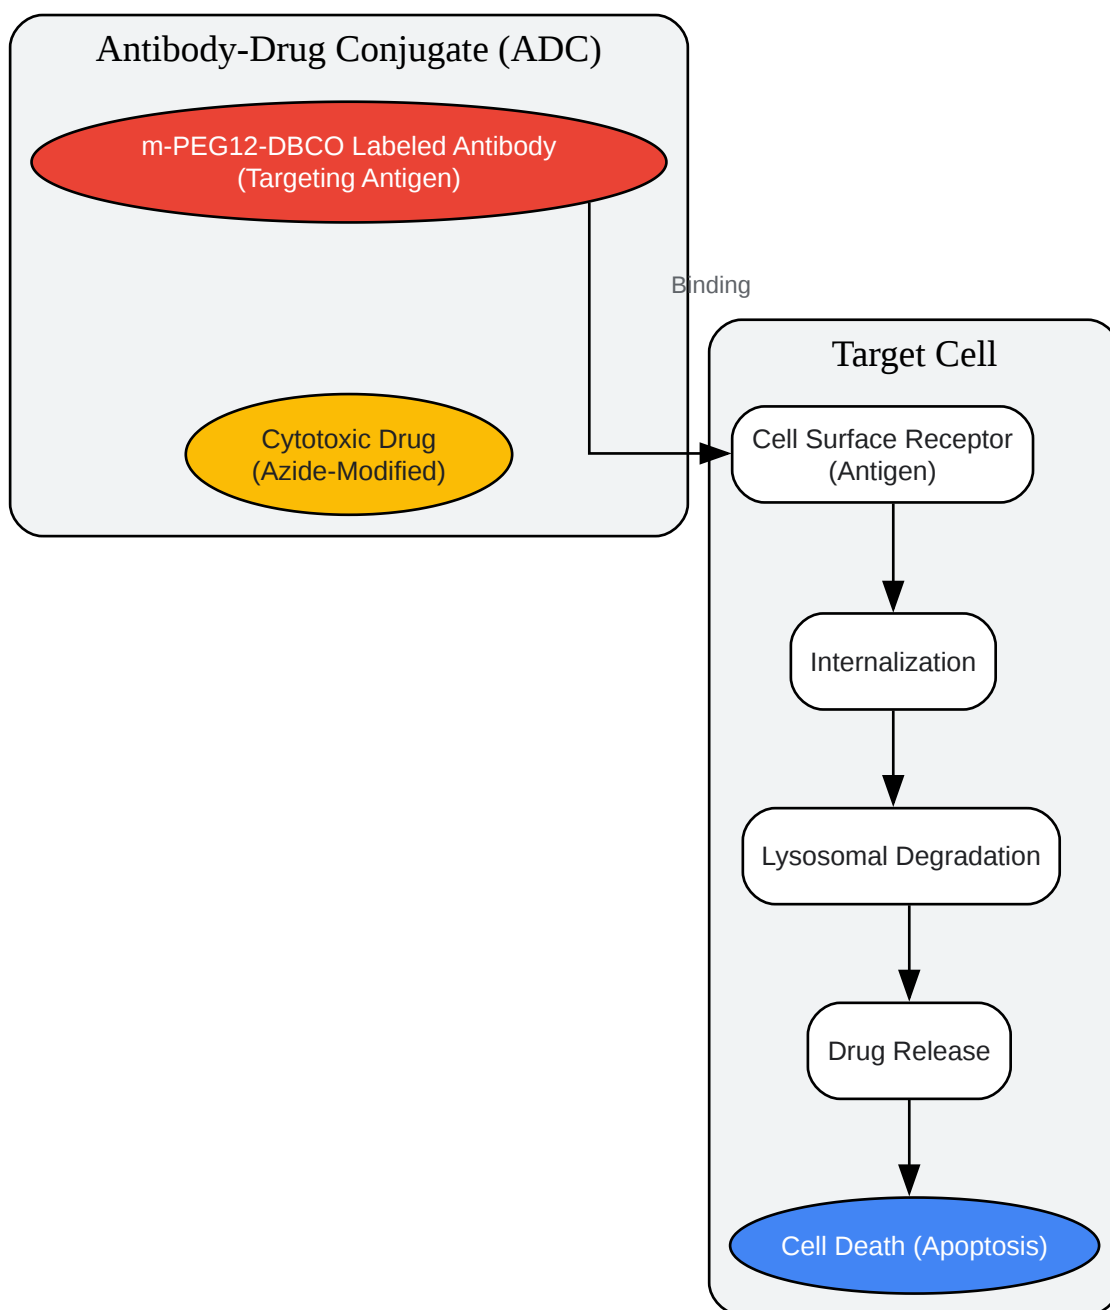 Antibody-Drug Conjugate (ADC)
m-PEG12-DBCO Labeled Antibody
(Targeting Antigen)
Binding
Cytotoxic Drug
(Azide-Modified)
Target Cell
Cell Surface Receptor
(Antigen)
Internalization
Lysosomal Degradation
Drug Release
Cell Death (Apoptosis)